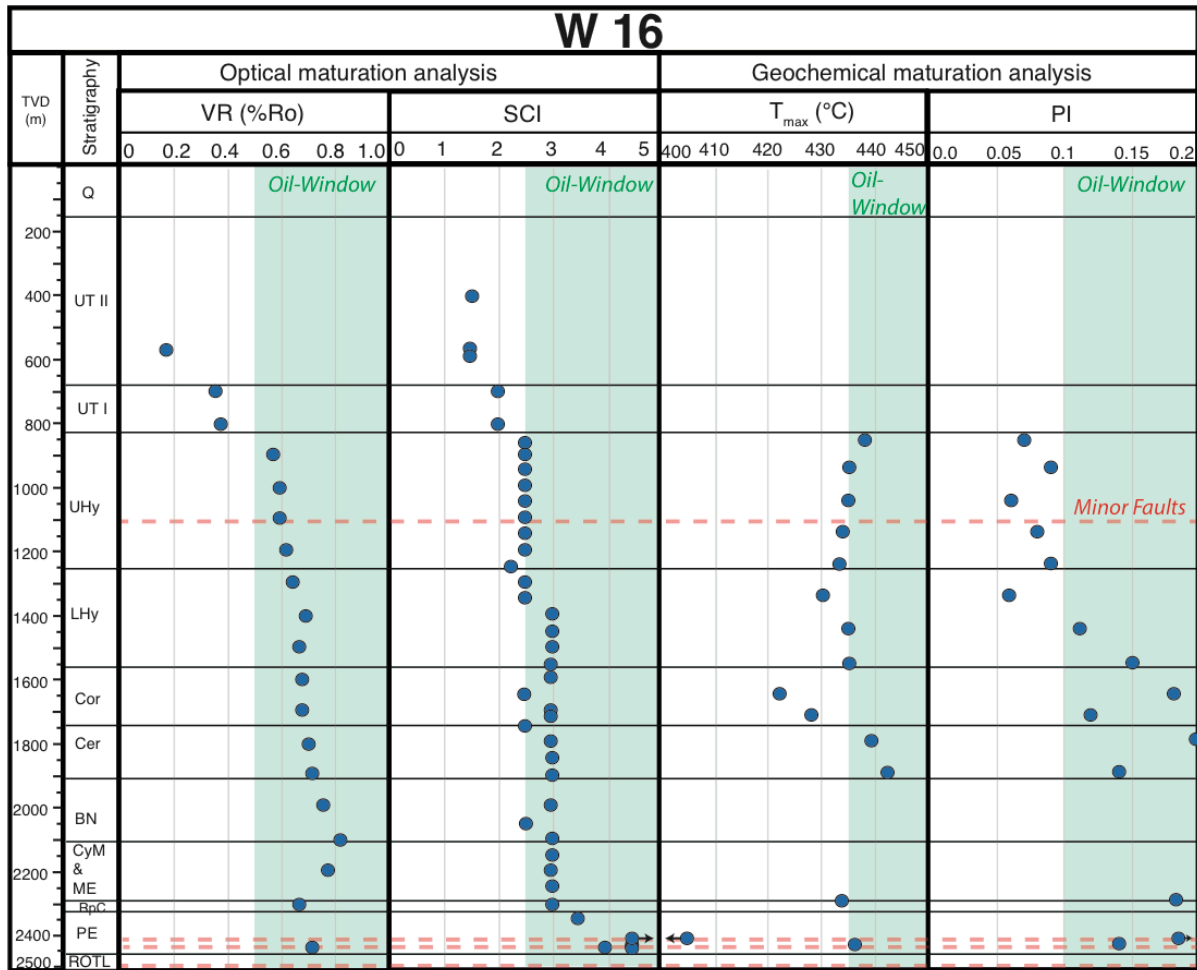 W 16
TVD
(m)
Stratigraphy
Optical maturation analysis
Geochemical maturation analysis
VR (%Ro)
SCI
Tmax (°C)
PI
0 0.2 0.4 0.6 0.8 1.0
0 1 2 3 4 5
400 410 420 430 440 450
0.0 0.05 0.1 0.15 0.2
Oil-Window
Oil-Window
Oil-
Window
Oil-Window
Q
200
400
UT II
600
UT I
800
1000
UHy
Minor Faults
1200
1400
LHy
1600
Cor
1800
Cer
2000
BN
CyM
&
ME
2200
RpC
2400
PE
2500
ROTL